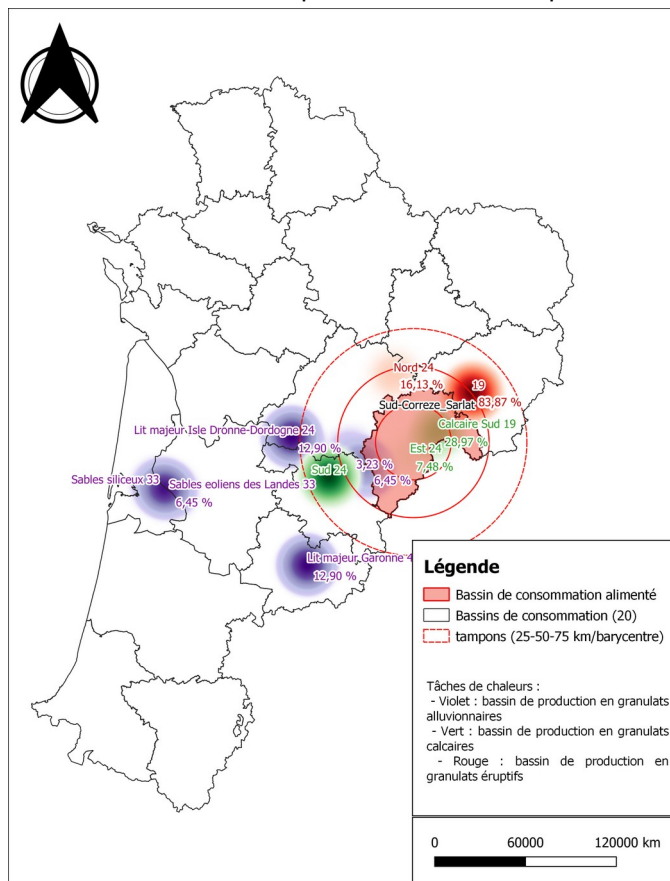 Nord 24
16,13 %
19
83,87 %
Sud-Correze_Sarlat
Calcaire Sud 19
28,97 %
Lit majeur Isle Dronne-Dordogne 24
12,90 %
Est 24
7,48 %
3,23 %
6,45 %
Sud 24
Sables siliceux 33
Sables eoliens des Landes 33
6,45 %
Lit majeur Garonne 4
12,90 %
Légende
Bassin de consommation alimenté
Bassins de consommation (20)
tampons (25-50-75 km/barycentre)
Tâches de chaleurs :
- Violet : bassin de production en granulats
alluvionnaires
- Vert : bassin de production en granulats
calcaires
- Rouge : bassin de production en
granulats éruptifs
0 60000 120000 km